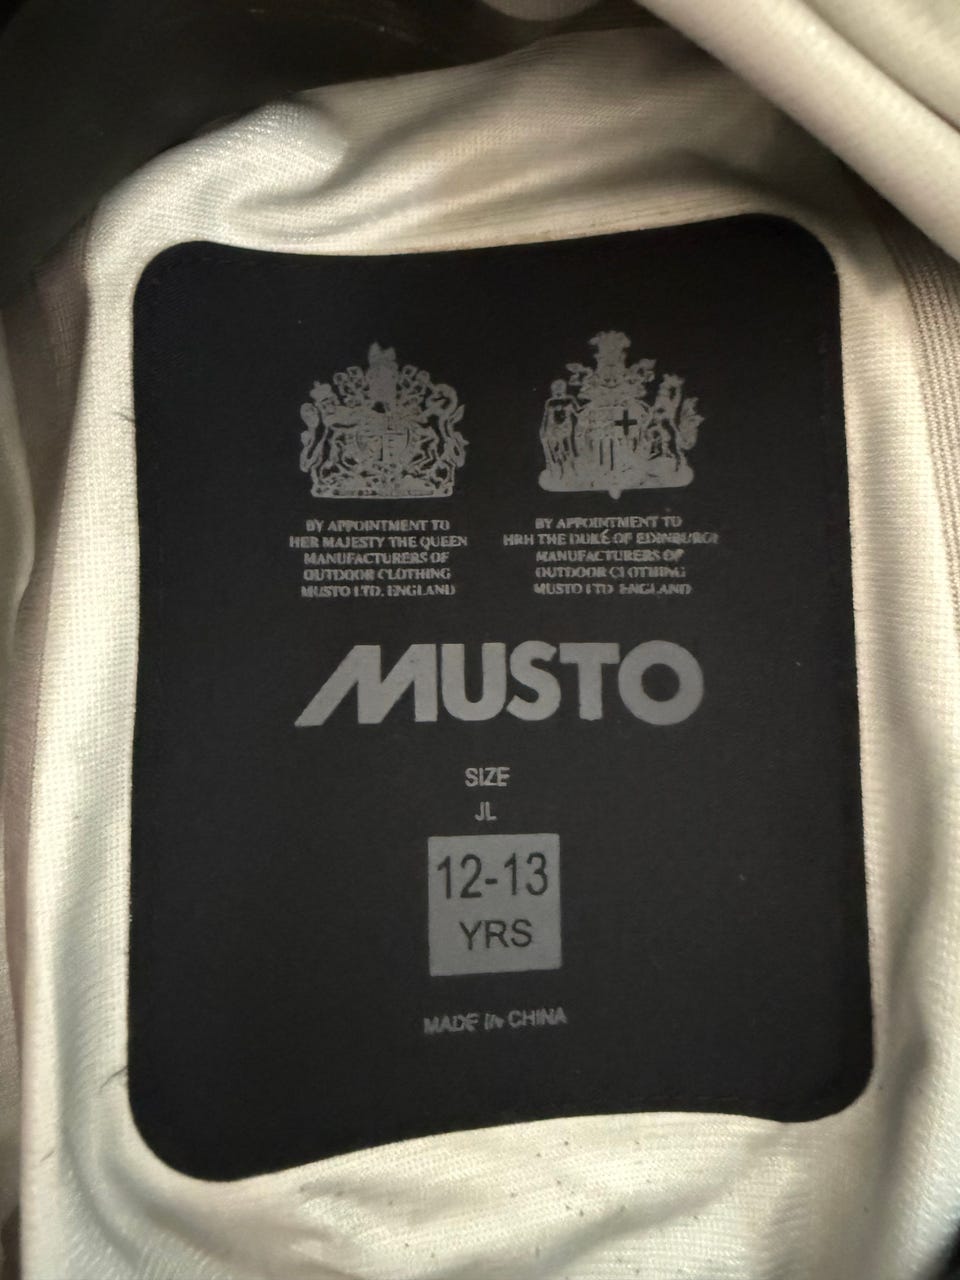 BY APPOINTMENT TO
HER MAJESTY THE QUEEN
MANUFACTURERS OF
OUTDOOR CLOTHING
MUSTO LTD. ENGLAND
BY APPOINTMENT TO
HRH THE DUKE OF EDINBURGH
MANUFACTURERS OF
OUTDOOR CLOTHING
MUSTO LTD ENGLAND
MUSTO
SIZE
JL
12-13
YRS
MADE IN CHINA